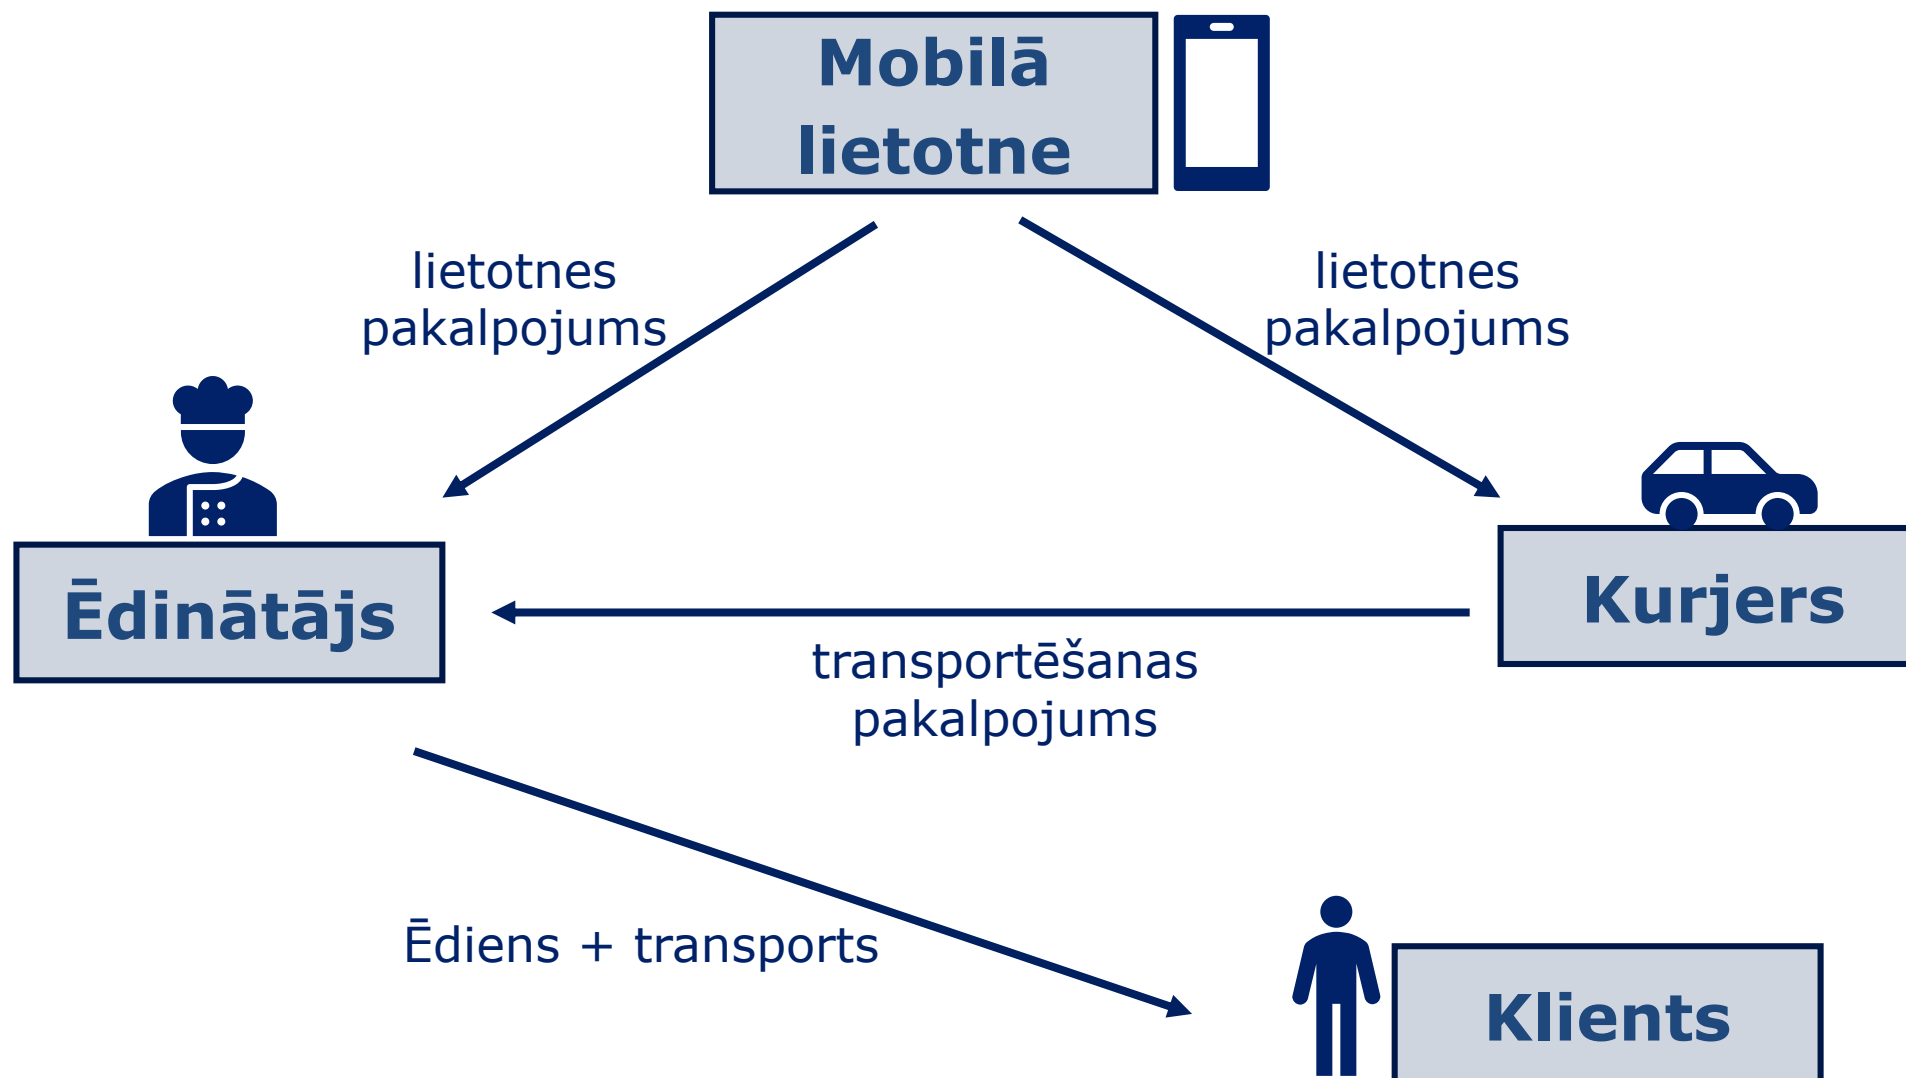 Mobilā
lietotne
lietotnes
pakalpojums
lietotnes
pakalpojums
Ēdinātājs
Kurjers
transportēšanas
pakalpojums
Ēdiens + transports
Klients